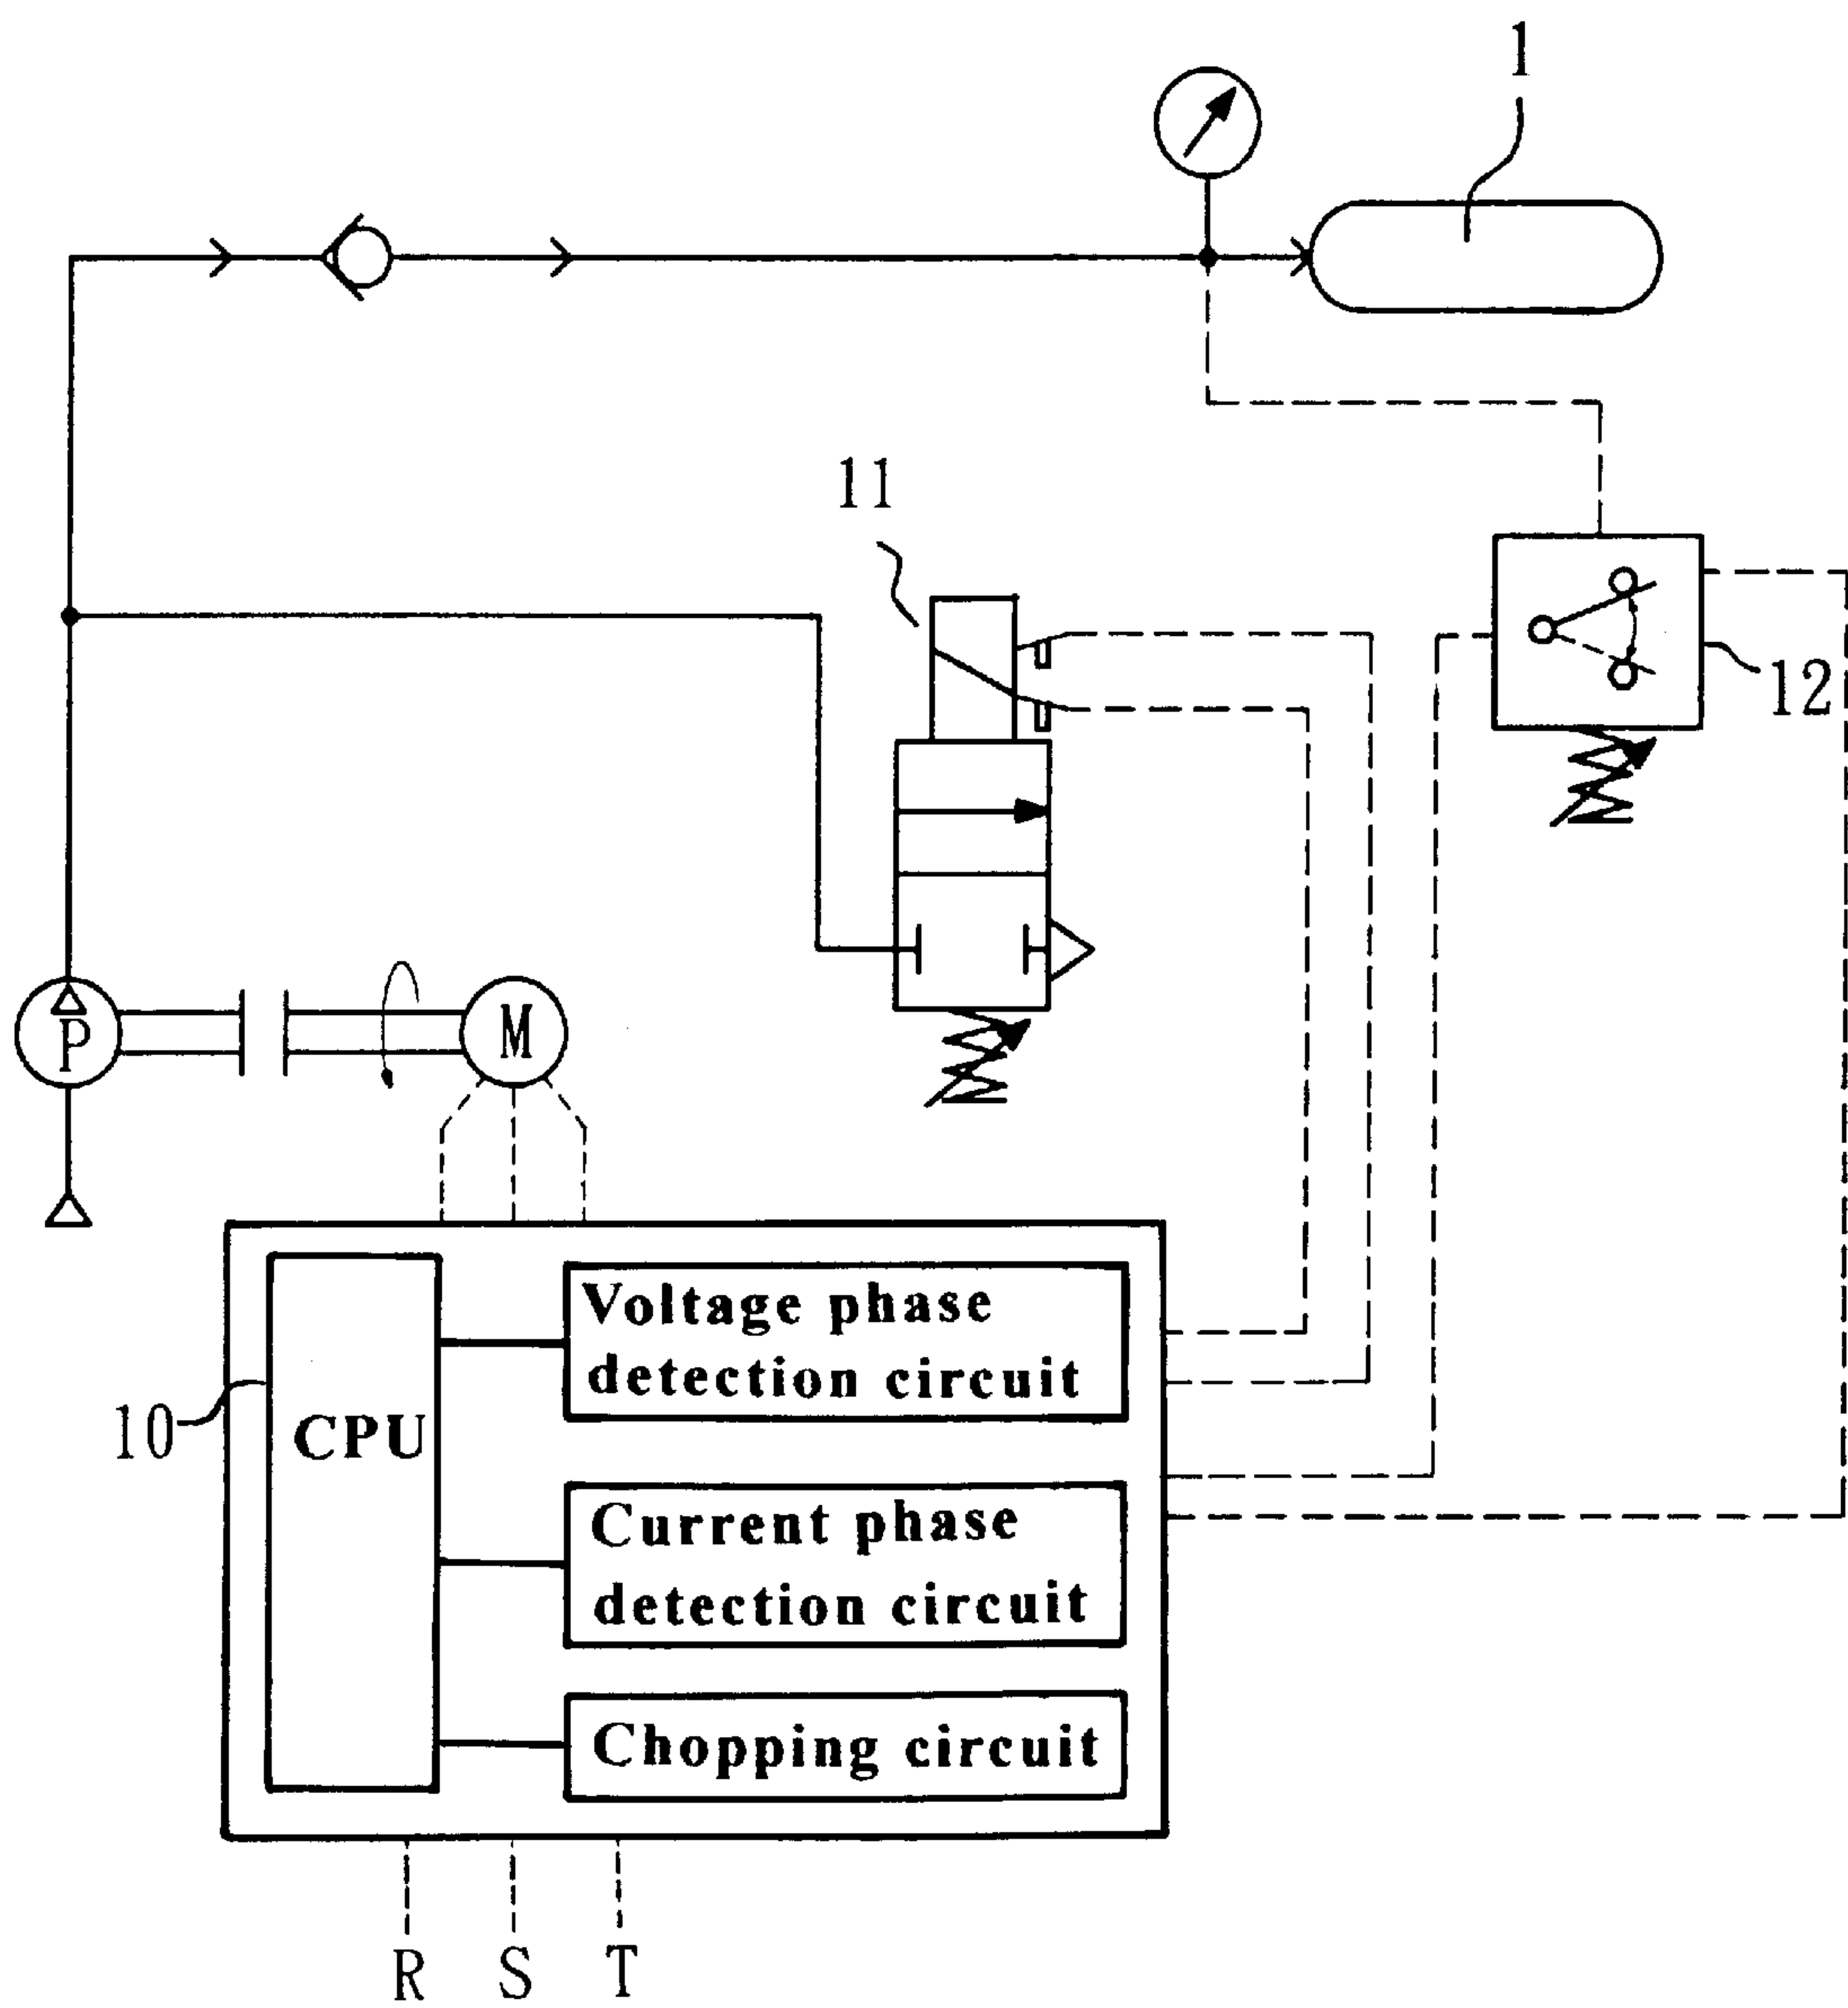 1
11
12
P
M
Voltage phase
detection circuit
10
CPU
Current phase
detection circuit
Chopping circuit
R S T